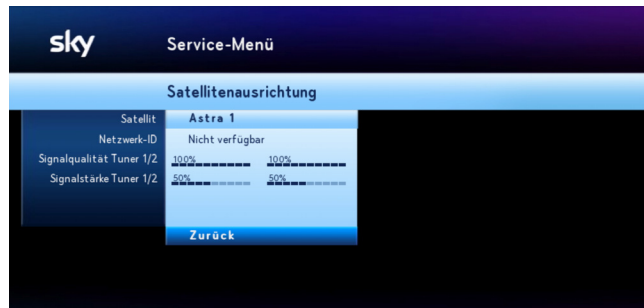 sky Service-Menü
Satellitenausrichtung
Satellit Astra 1
Netzwerk-ID Nicht verfügbar
Signalqualität Tuner 1/2 100% 100%
Signalstärke Tuner 1/2 50% 50%
Zurück